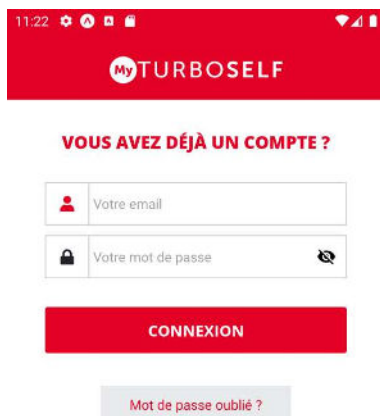 11:22
MyTURBOSELF
VOUS AVEZ DÉJÀ UN COMPTE ?
Votre email
Votre mot de passe
CONNEXION
Mot de passe oublié ?